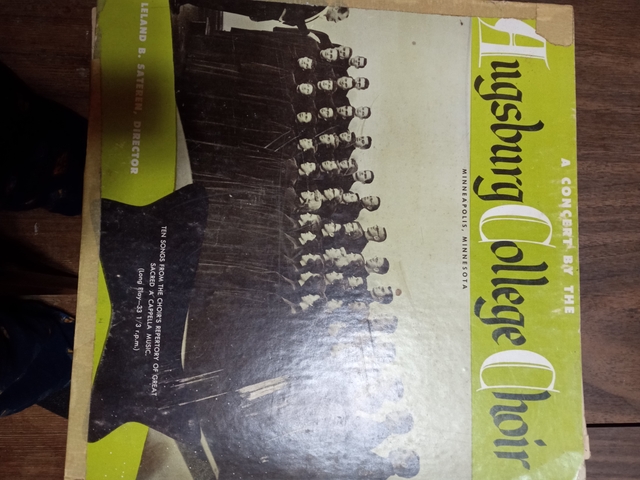 A CONCERT BY THE
Augsburg College Choir
MINNEAPOLIS, MINNESOTA
TEN SONGS FROM THE CHOIR'S REPERTORY OF GREAT
SACRED A CAPPELLA MUSIC.
(Long Play—33 1/3 r.p.m.)
LELAND B. SATEREN, DIRECTOR